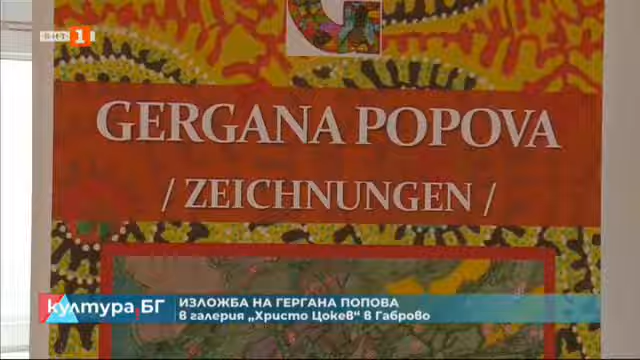 БНТ 1
G
GERGANA POPOVA
/ ZEICHNUNGEN /
култура.БГ
ИЗЛОЖБА НА ГЕРГАНА ПОПОВА
в галерия „Христо Цокев“ в Габрово